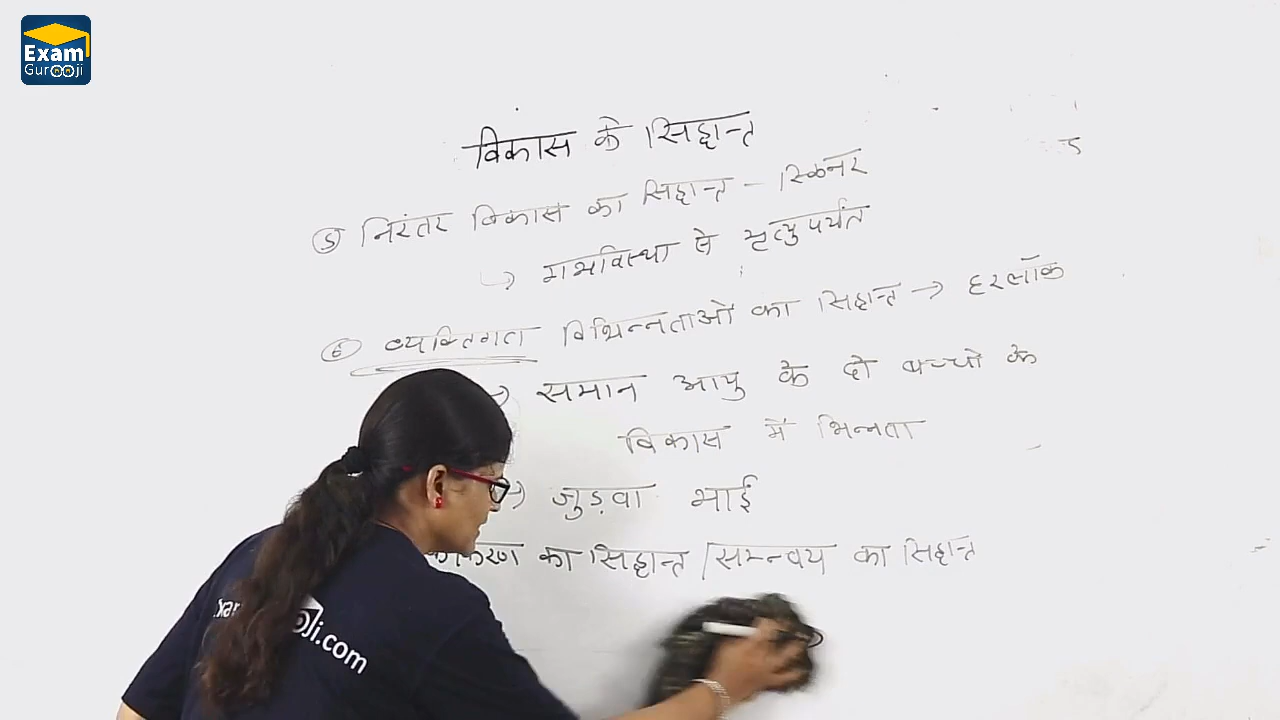 Exam
Gurooji
विकास के सिद्धान्त
⑤ निरंतर विकास का सिद्धान्त - स्किनर
↪ गर्भावस्था से मृत्युपर्यंत
⑥ व्यक्तिगत विभिन्नताओं का सिद्धान्त → हरलॉक
→ समान आयु के दो बच्चो के
विकास में भिन्नता
→ जुड़वा भाई
का सिद्धान्त / समन्वय का सिद्धान्त
ji.com